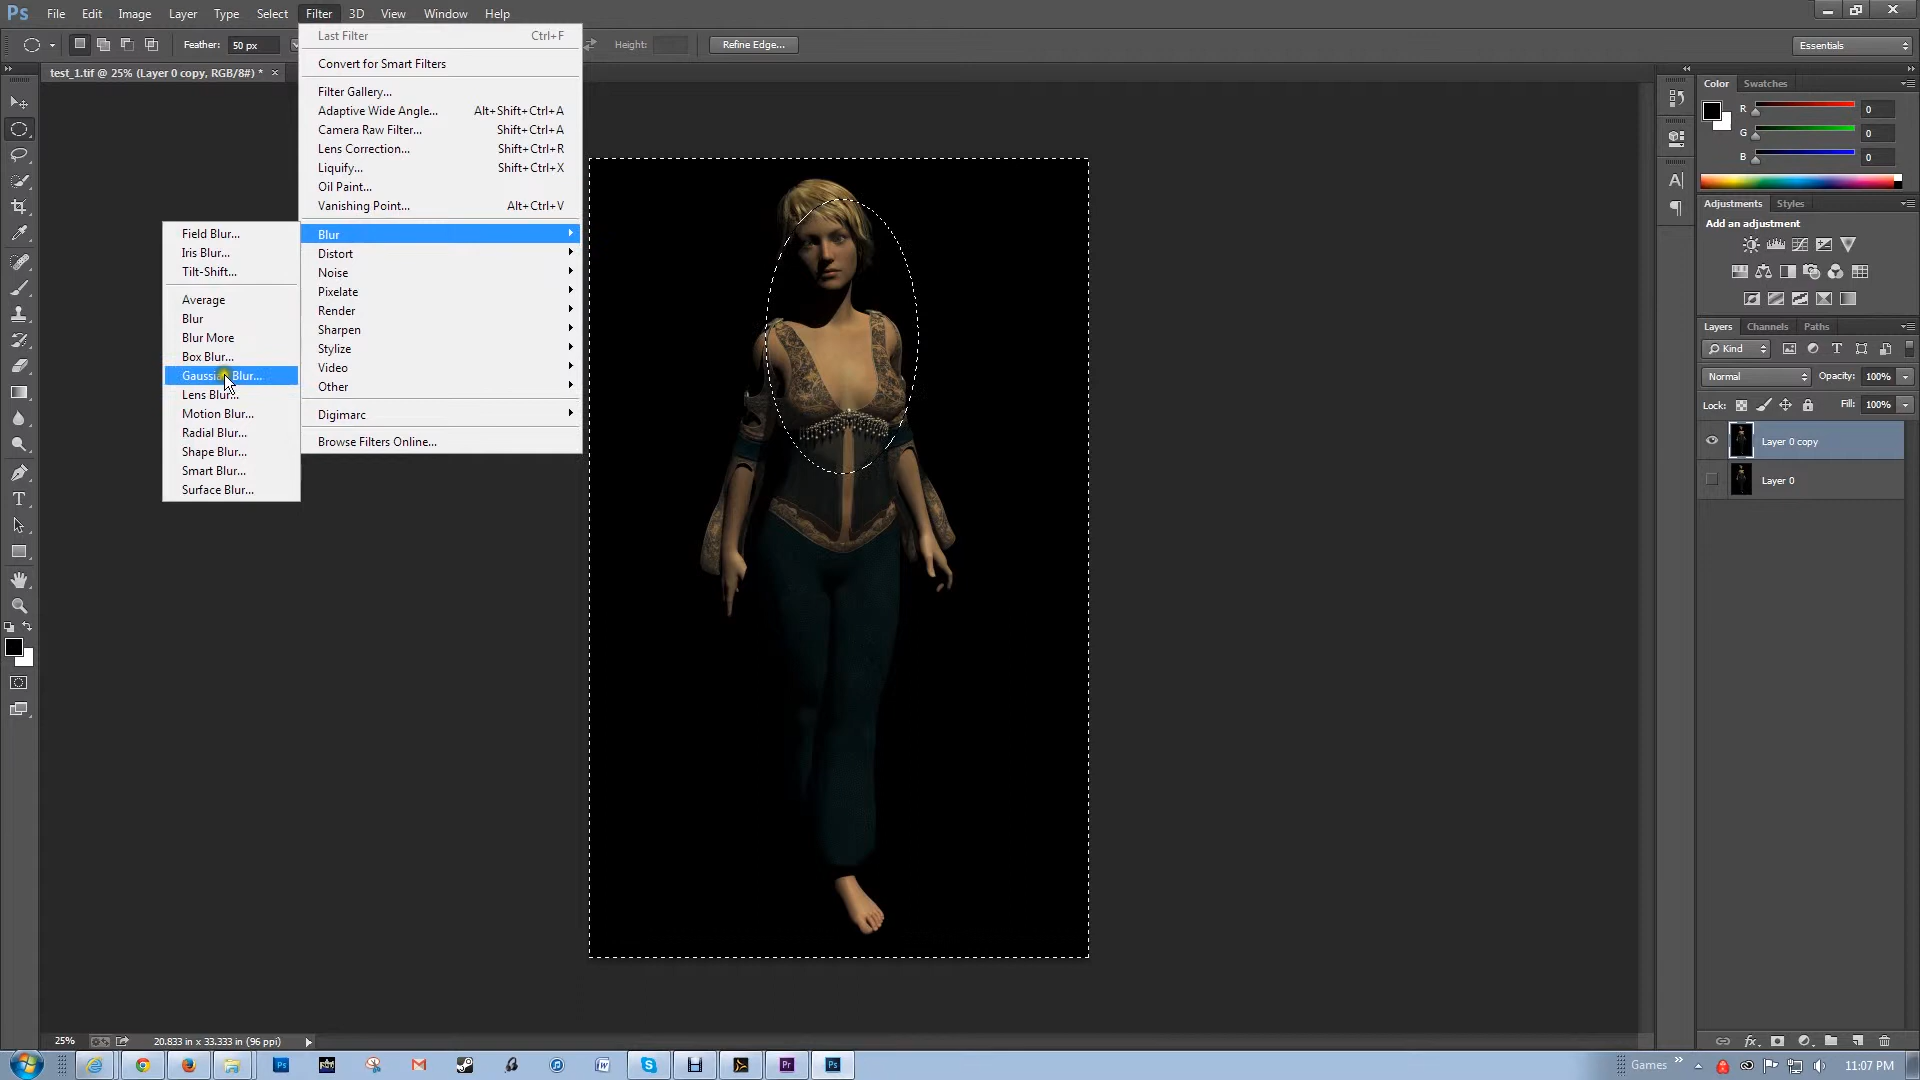 Ps File Edit Image Layer Type Select Filter 3D View Window Help
Feather: 50 px Height: Refine Edge... Essentials
test_1.tif @ 25% (Layer 0 copy, RGB/8#) * ×
Last Filter Ctrl+F
Convert for Smart Filters
Filter Gallery...
Adaptive Wide Angle... Alt+Shift+Ctrl+A
Camera Raw Filter... Shift+Ctrl+A
Lens Correction... Shift+Ctrl+R
Liquify... Shift+Ctrl+X
Oil Paint...
Vanishing Point... Alt+Ctrl+V
Blur
Distort
Noise
Pixelate
Render
Sharpen
Stylize
Video
Other
Digimarc
Browse Filters Online...
Field Blur...
Iris Blur...
Tilt-Shift...
Average
Blur
Blur More
Box Blur...
Gaussian Blur...
Lens Blur...
Motion Blur...
Radial Blur...
Shape Blur...
Smart Blur...
Surface Blur...
Color Swatches
R 0
G 0
B 0
Adjustments Styles
Add an adjustment
Layers Channels Paths
Kind
Normal Opacity: 100%
Lock: Fill: 100%
Layer 0 copy
Layer 0
25% 20.833 in x 33.333 in (96 ppi)
Games 11:07 PM